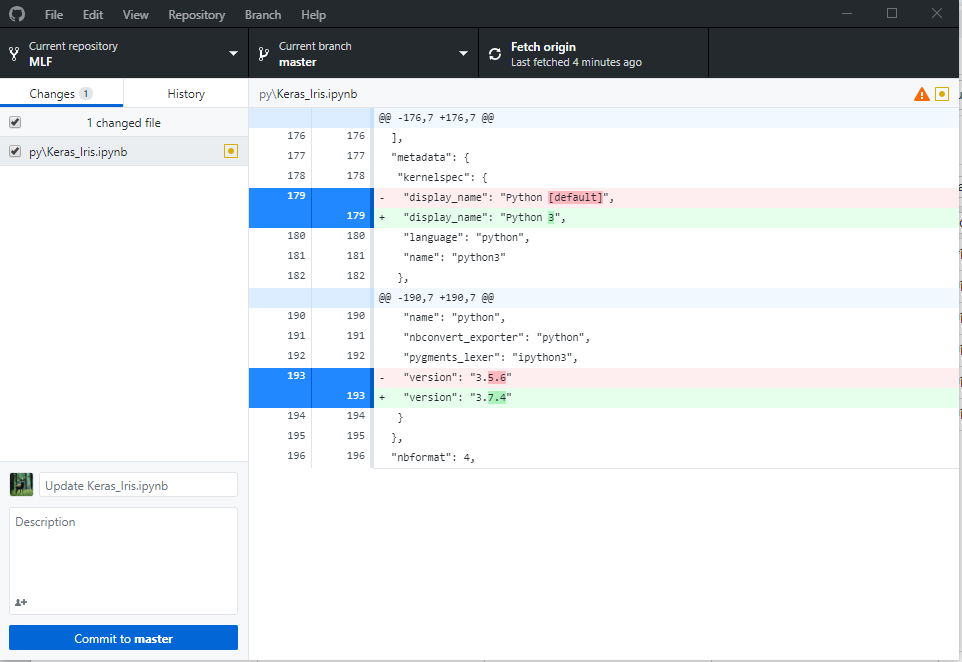 File Edit View Repository Branch Help
Current repository
MLF
Current branch
master
Fetch origin
Last fetched 4 minutes ago
Changes 1 History
1 changed file
py\Keras_Iris.ipynb
py\Keras_Iris.ipynb
@@ -176,7 +176,7 @@
176 176 ],
177 177 "metadata": {
178 178 "kernelspec": {
179 - "display_name": "Python [default]",
179 + "display_name": "Python 3",
180 180 "language": "python",
181 181 "name": "python3"
182 182 },
@@ -190,7 +190,7 @@
190 190 "name": "python",
191 191 "nbconvert_exporter": "python",
192 192 "pygments_lexer": "ipython3",
193 - "version": "3.5.6"
193 + "version": "3.7.4"
194 194 }
195 195 },
196 196 "nbformat": 4,
Update Keras_Iris.ipynb
Description
Commit to master